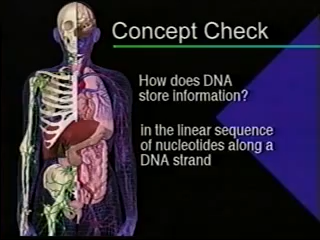 Concept Check
How does DNA
store information?
in the linear sequence
of nucleotides along a
DNA strand